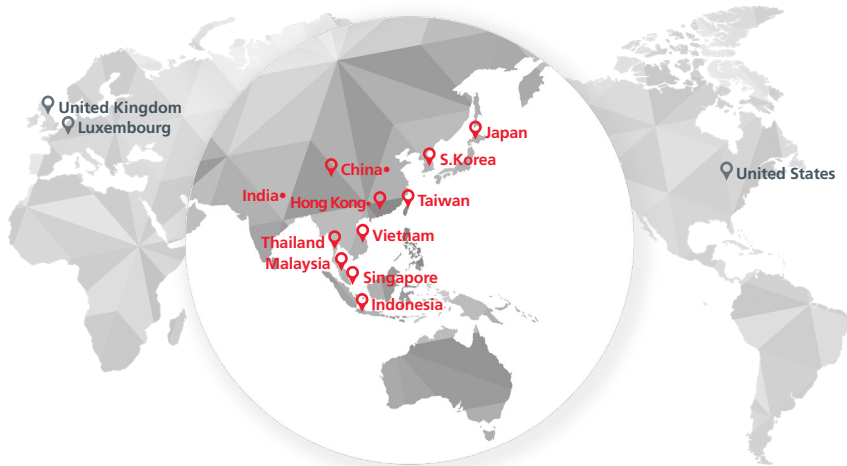 United Kingdom
Luxembourg
Japan
S.Korea
China•
United States
India•
Hong Kong•
Taiwan
Thailand
Vietnam
Malaysia
Singapore
Indonesia